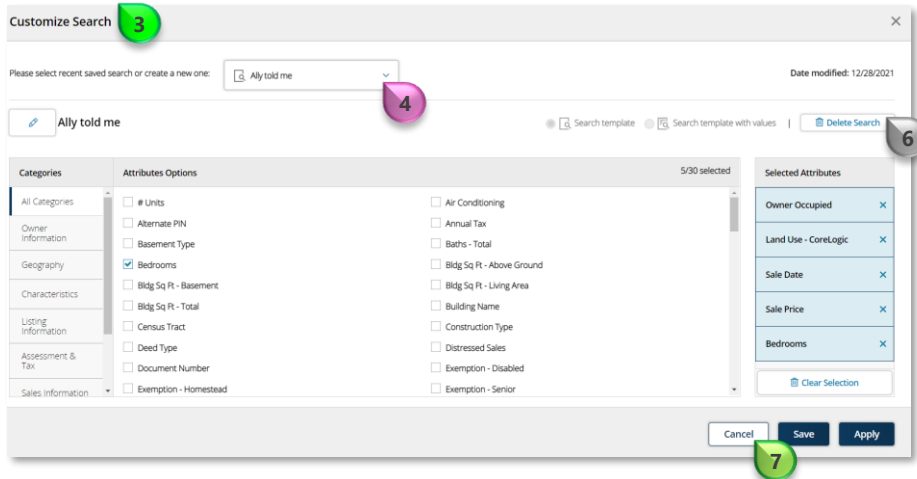 Customize Search
3
Please select recent saved search or create a new one:
Ally told me
Date modified: 12/28/2021
4
Ally told me
Search template
Search template with values
|
Delete Search
6
Categories
Attributes Options
5/30 selected
Selected Attributes
All Categories
Owner
Information
Geography
Characteristics
Listing
Information
Assessment &
Tax
Sales Information
# Units
Alternate PIN
Basement Type
Bedrooms
Bldg Sq Ft - Basement
Bldg Sq Ft - Total
Census Tract
Deed Type
Document Number
Exemption - Homestead
Air Conditioning
Annual Tax
Baths - Total
Bldg Sq Ft - Above Ground
Bldg Sq Ft - Living Area
Building Name
Construction Type
Distressed Sales
Exemption - Disabled
Exemption - Senior
Owner Occupied
Land Use - CoreLogic
Sale Date
Sale Price
Bedrooms
Clear Selection
Cancel
Save
Apply
7